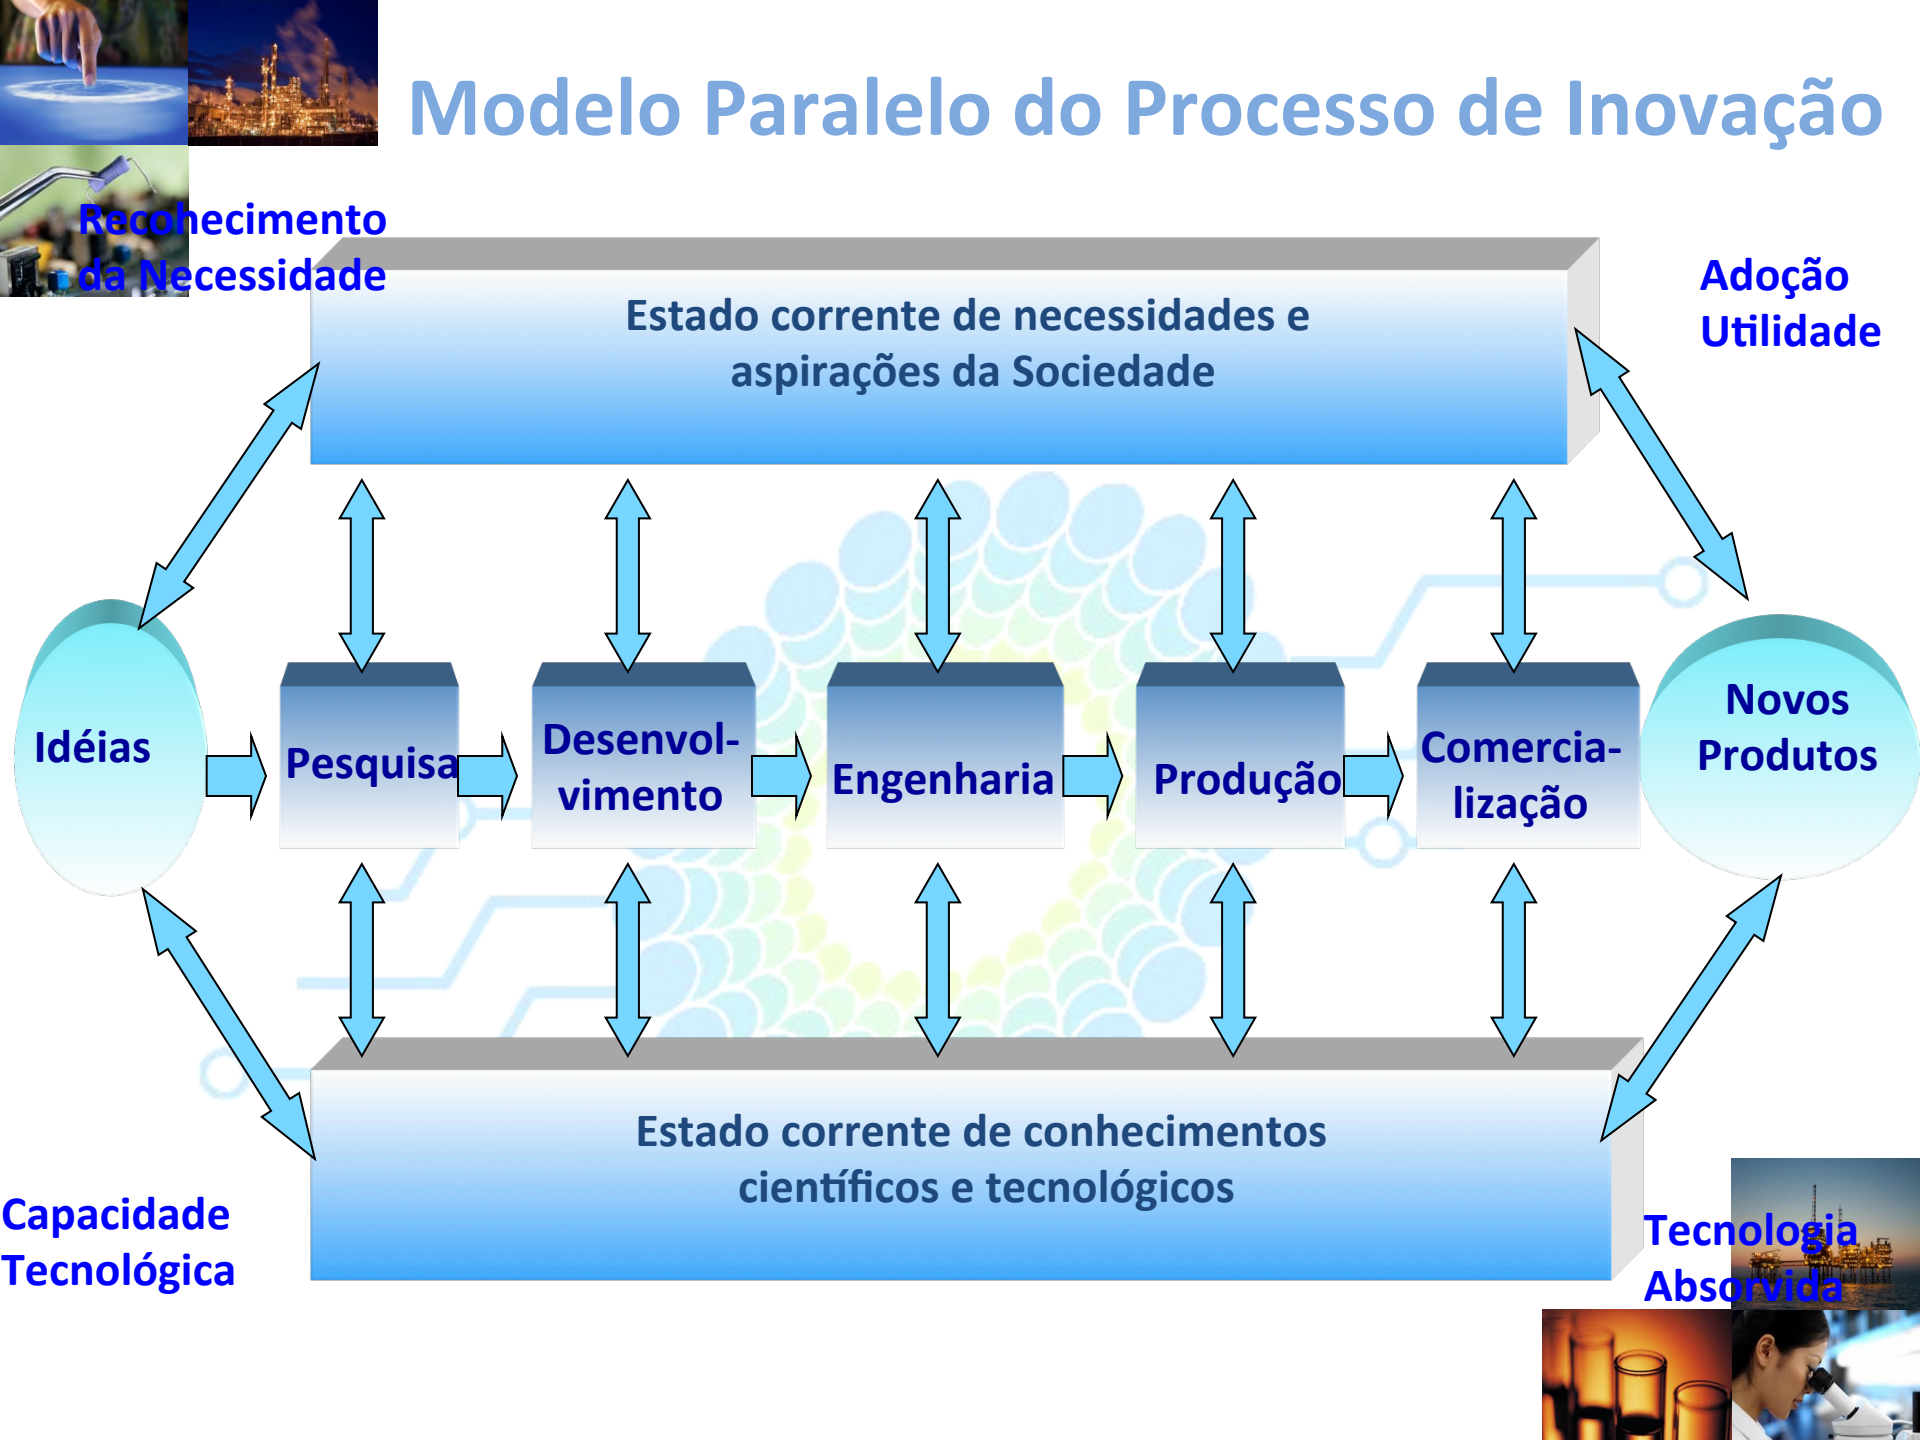 Modelo Paralelo do Processo de Inovação
Recohecimento
da Necessidade
Adoção
Utilidade
Estado corrente de necessidades e
aspirações da Sociedade
Idéias
Pesquisa
Desenvol-
vimento
Engenharia
Produção
Comercia-
lização
Novos
Produtos
Estado corrente de conhecimentos
científicos e tecnológicos
Capacidade
Tecnológica
Tecnologia
Absorvida